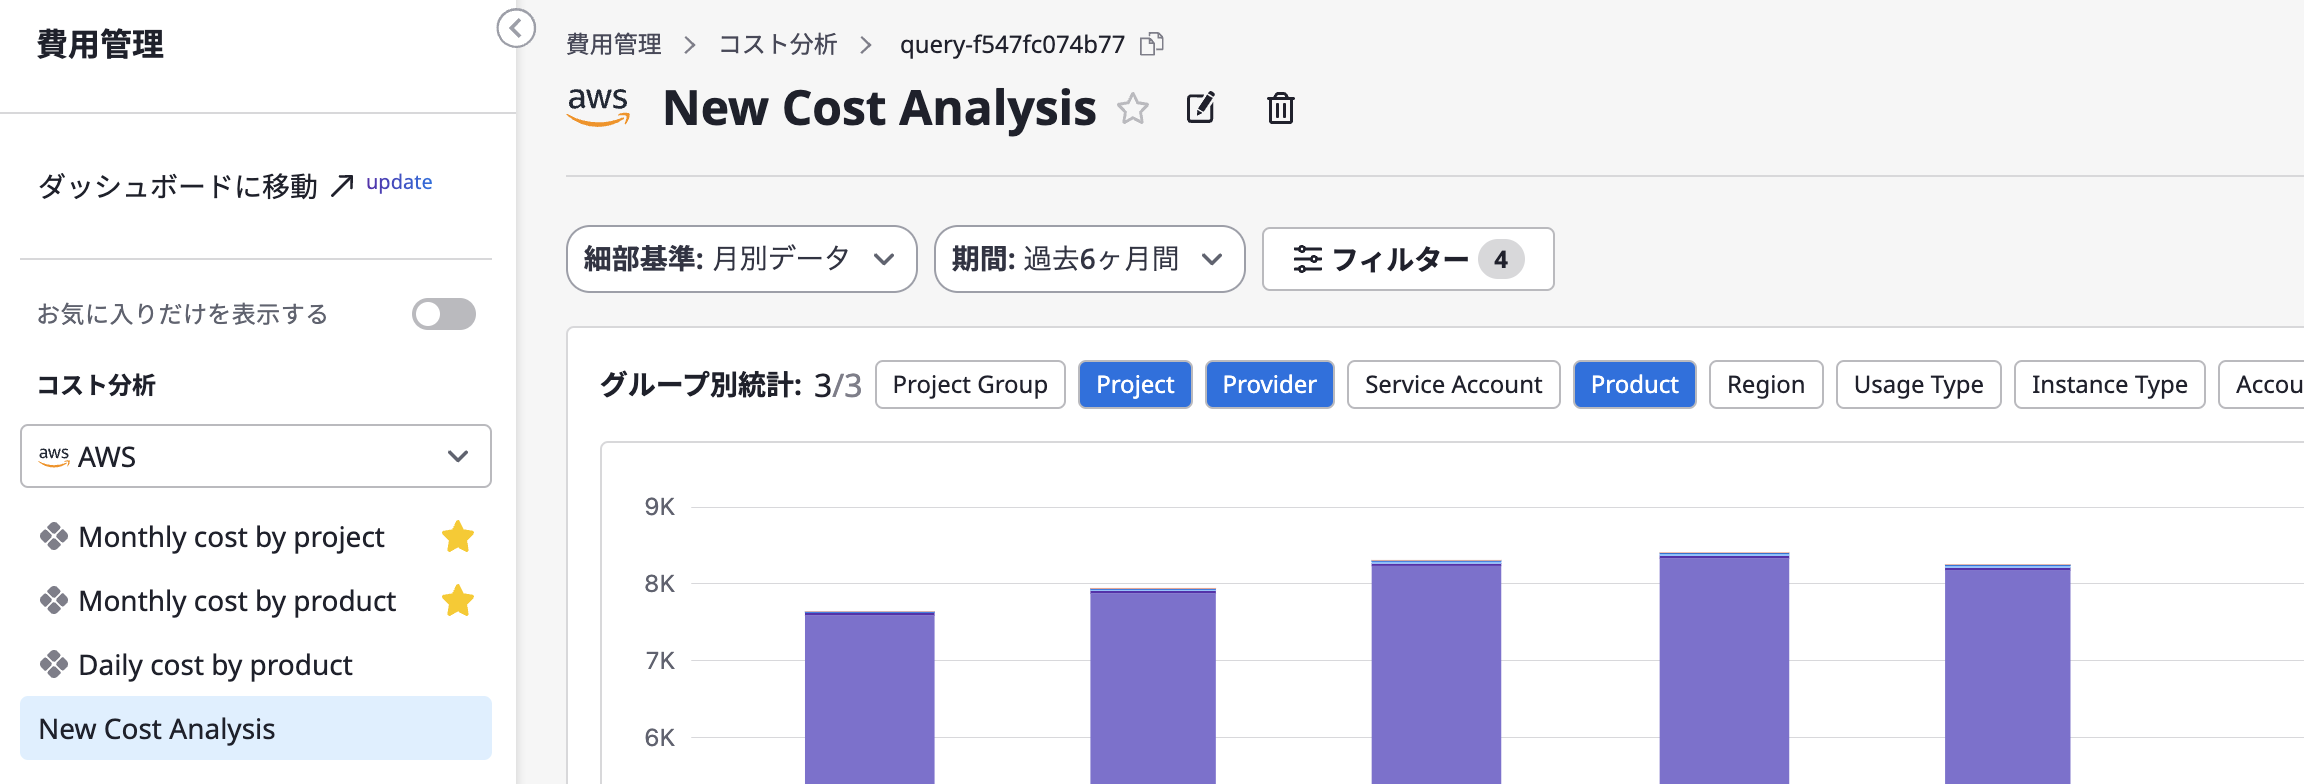 費用管理
ダッシュボードに移動 update
お気に入りだけを表示する
コスト分析
aws AWS
Monthly cost by project
Monthly cost by product
Daily cost by product
New Cost Analysis
費用管理 > コスト分析 > query-f547fc074b77
aws New Cost Analysis
細部基準: 月別データ 期間: 過去6ヶ月間 フィルター 4
グループ別統計: 3/3 Project Group Project Provider Service Account Product Region Usage Type Instance Type Accou
9K
8K
7K
6K